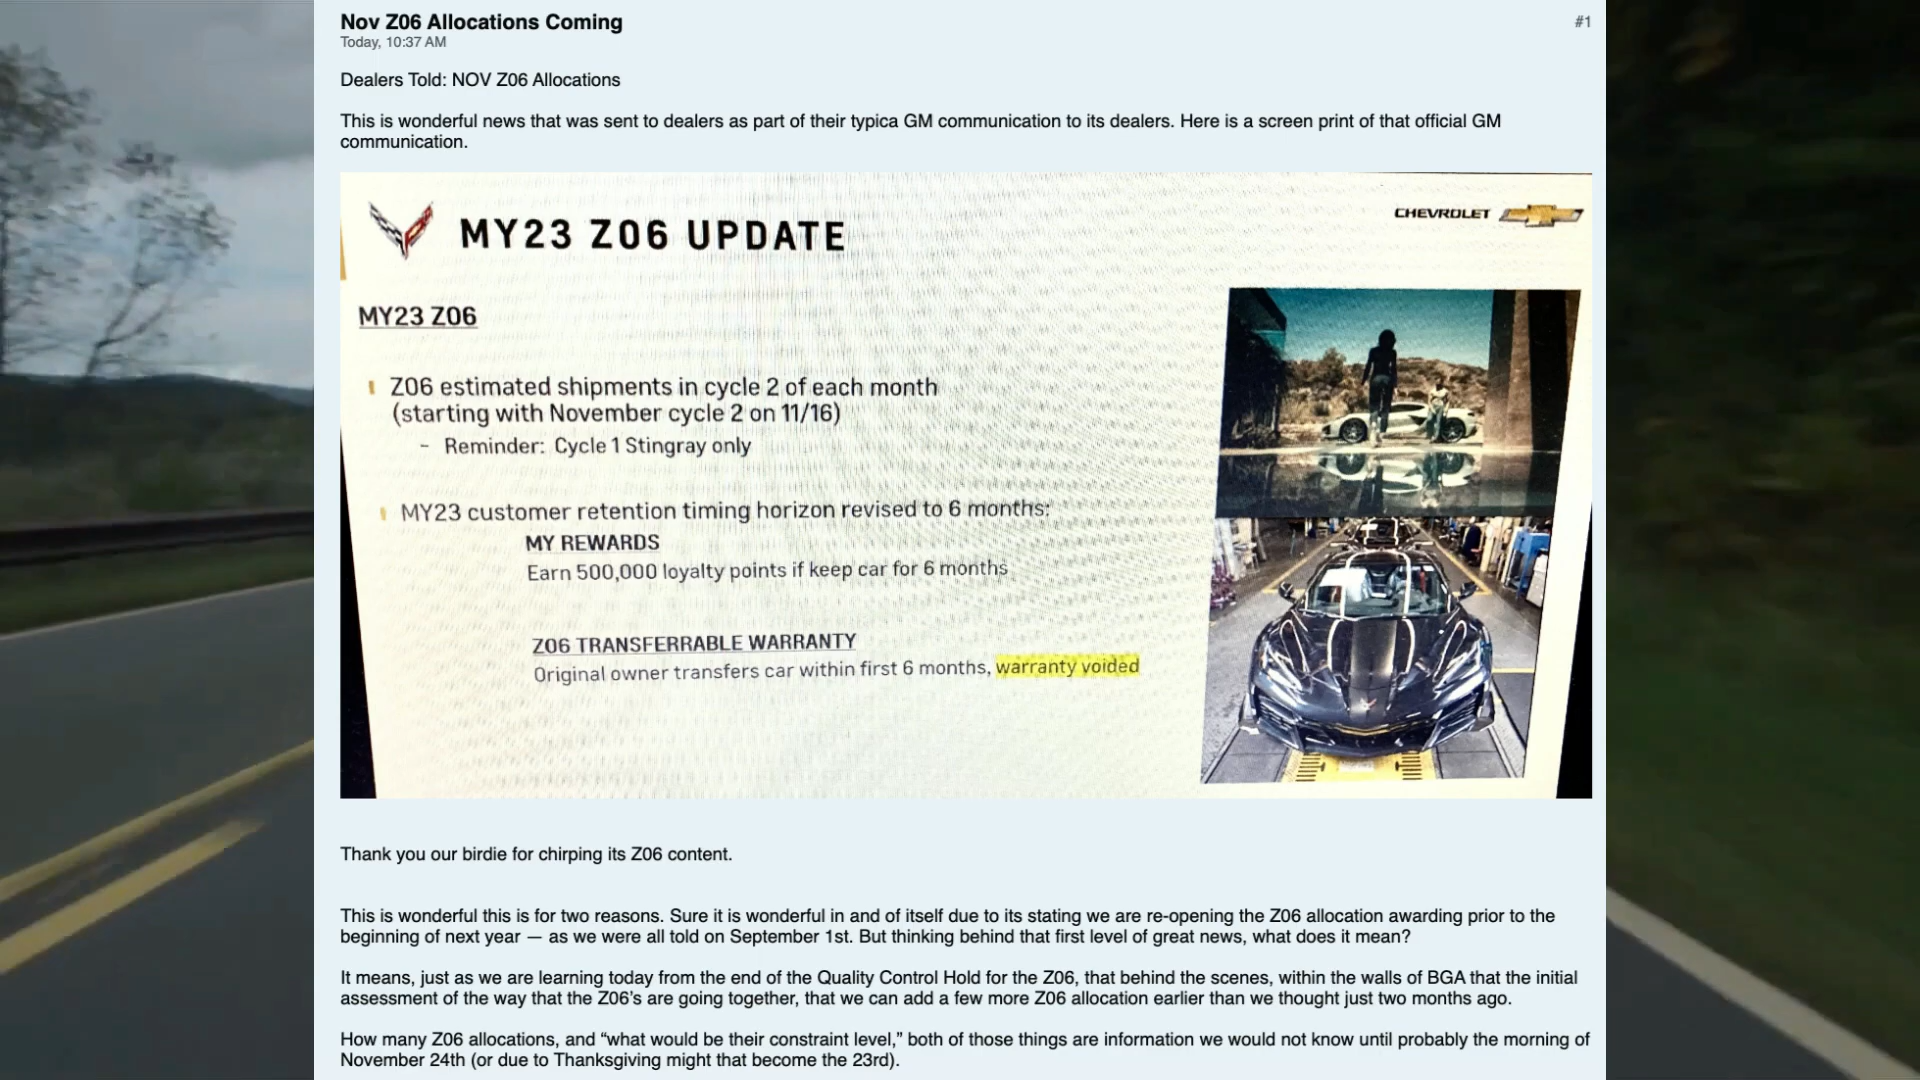 Nov Z06 Allocations Coming
#1
Today, 10:37 AM
Dealers Told: NOV Z06 Allocations
This is wonderful news that was sent to dealers as part of their typica GM communication to its dealers. Here is a screen print of that official GM
communication.
MY23 Z06 UPDATE
CHEVROLET
MY23 Z06
Z06 estimated shipments in cycle 2 of each month
(starting with November cycle 2 on 11/16)
- Reminder: Cycle 1 Stingray only
MY23 customer retention timing horizon revised to 6 months:
MY REWARDS
Earn 500,000 loyalty points if keep car for 6 months
Z06 TRANSFERRABLE WARRANTY
Original owner transfers car within first 6 months, warranty voided
Thank you our birdie for chirping its Z06 content.
This is wonderful this is for two reasons. Sure it is wonderful in and of itself due to its stating we are re-opening the Z06 allocation awarding prior to the
beginning of next year — as we were all told on September 1st. But thinking behind that first level of great news, what does it mean?
It means, just as we are learning today from the end of the Quality Control Hold for the Z06, that behind the scenes, within the walls of BGA that the initial
assessment of the way that the Z06’s are going together, that we can add a few more Z06 allocation earlier than we thought just two months ago.
How many Z06 allocations, and “what would be their constraint level,” both of those things are information we would not know until probably the morning of
November 24th (or due to Thanksgiving might that become the 23rd).